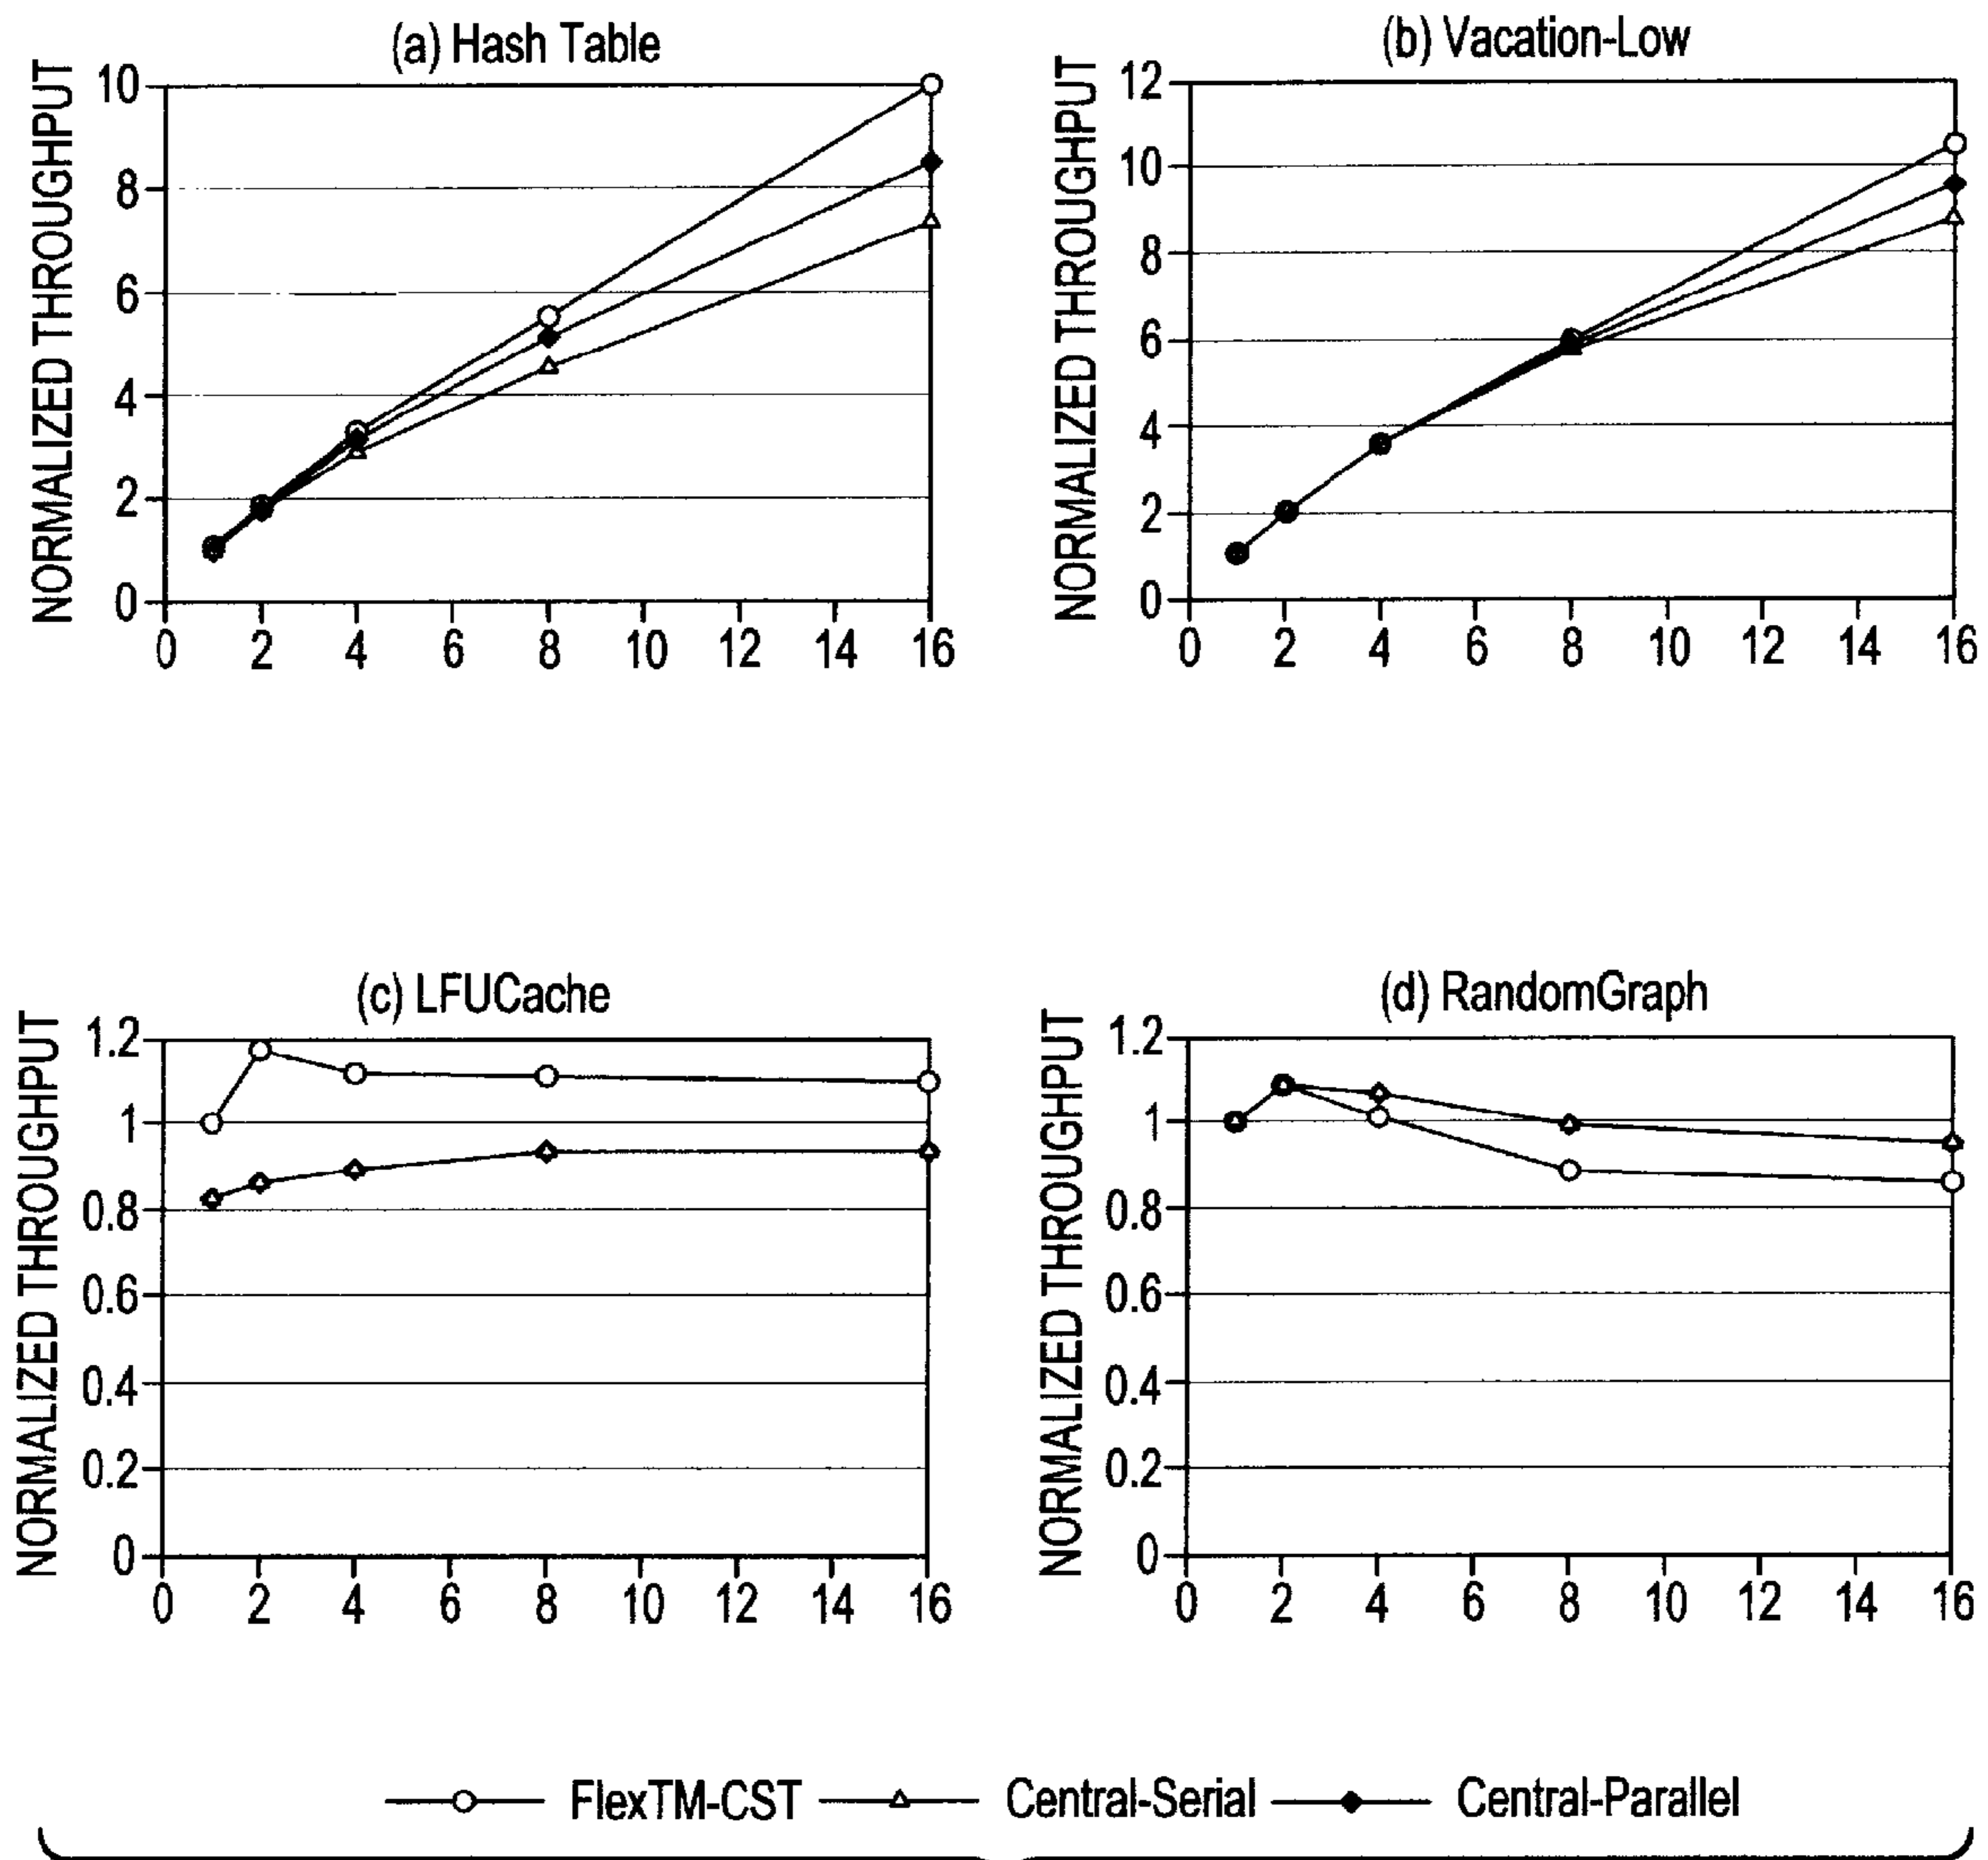 (a) Hash Table
NORMALIZED THROUGHPUT
10
8
6
4
2
0
0 2 4 6 8 10 12 14 16
(b) Vacation-Low
NORMALIZED THROUGHPUT
12
10
8
6
4
2
0
0 2 4 6 8 10 12 14 16
(c) LFUCache
NORMALIZED THROUGHPUT
1.2
1
0.8
0.6
0.4
0.2
0
0 2 4 6 8 10 12 14 16
(d) RandomGraph
NORMALIZED THROUGHPUT
1.2
1
0.8
0.6
0.4
0.2
0
0 2 4 6 8 10 12 14 16
FlexTM-CST Central-Serial Central-Parallel